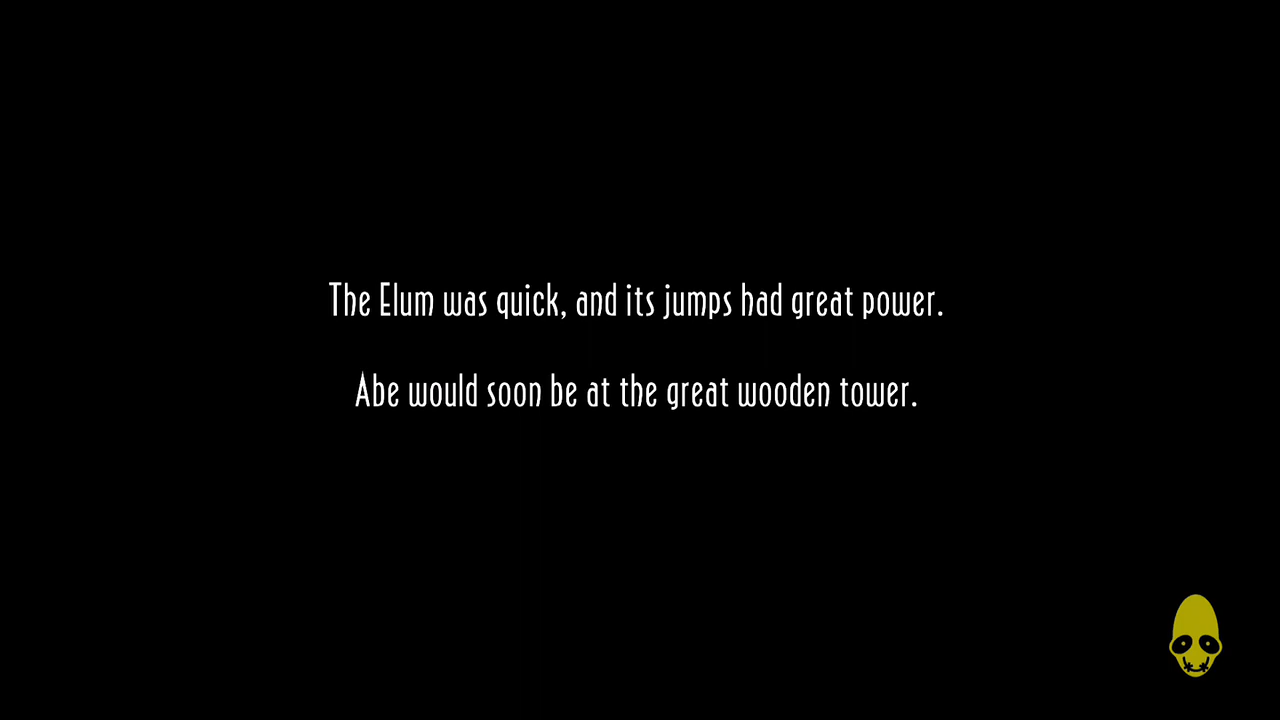 The Elum was quick, and its jumps had great power.
Abe would soon be at the great wooden tower.